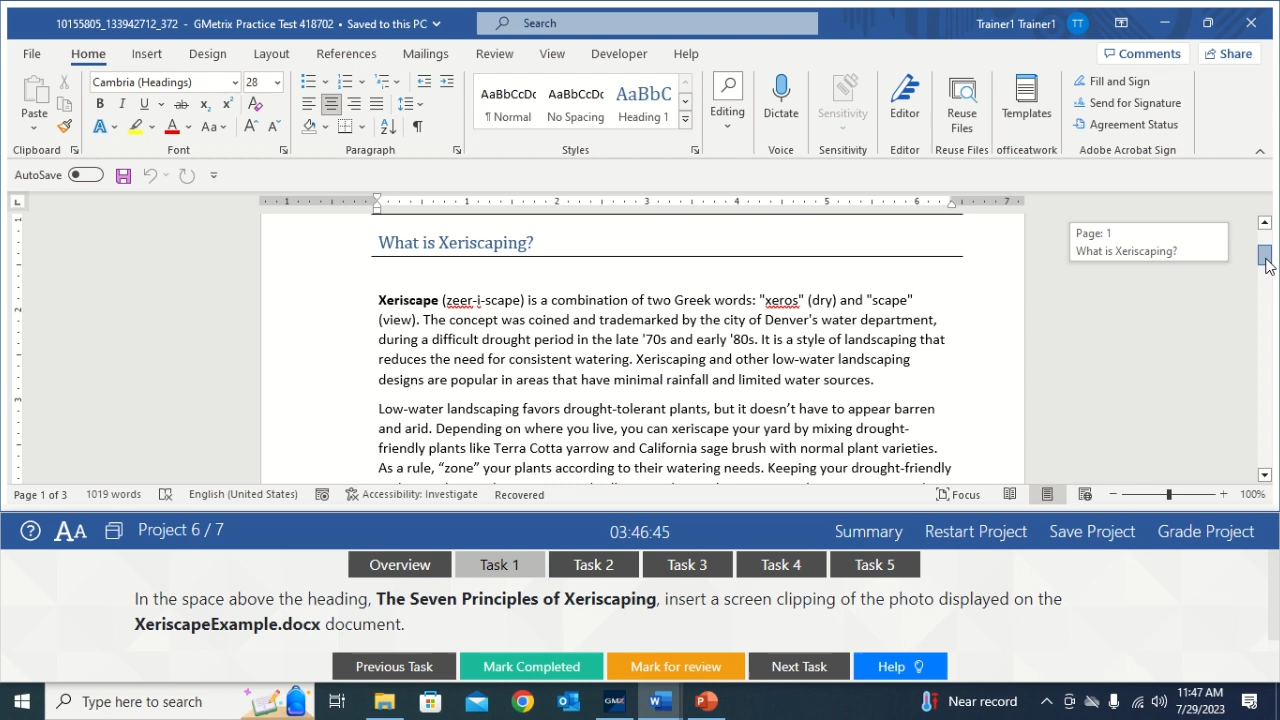 10155805_133942712_372 - GMetrix Practice Test 418702 • Saved to this PC
Search
Trainer1 Trainer1 TT
File Home Insert Design Layout References Mailings Review View Developer Help Comments Share
Cambria (Headings) 28
Paste
Clipboard
Font
Paragraph
AaBbCcDc AaBbCcDc AaBbC
¶ Normal No Spacing Heading 1
Styles
Editing
Dictate
Voice
Sensitivity
Sensitivity
Editor
Editor
Reuse
Files
Reuse Files
Templates
officeatwork
Fill and Sign
Send for Signature
Agreement Status
Adobe Acrobat Sign
AutoSave
1 1 2 3 4 5 6 7
Page: 1
What is Xeriscaping?
What is Xeriscaping?
Xeriscape (zeer-i-scape) is a combination of two Greek words: "xeros" (dry) and "scape"
(view). The concept was coined and trademarked by the city of Denver's water department,
during a difficult drought period in the late '70s and early '80s. It is a style of landscaping that
reduces the need for consistent watering. Xeriscaping and other low-water landscaping
designs are popular in areas that have minimal rainfall and limited water sources.
Low-water landscaping favors drought-tolerant plants, but it doesn’t have to appear barren
and arid. Depending on where you live, you can xeriscape your yard by mixing drought-
friendly plants like Terra Cotta yarrow and California sage brush with normal plant varieties.
As a rule, “zone” your plants according to their watering needs. Keeping your drought-friendly
Page 1 of 3 1019 words English (United States) Accessibility: Investigate Recovered Focus 100%
Project 6 / 7 03:46:45 Summary Restart Project Save Project Grade Project
Overview Task 1 Task 2 Task 3 Task 4 Task 5
In the space above the heading, The Seven Principles of Xeriscaping, insert a screen clipping of the photo displayed on the
XeriscapeExample.docx document.
Previous Task Mark Completed Mark for review Next Task Help
Type here to search
GMX
Near record
11:47 AM
7/29/2023